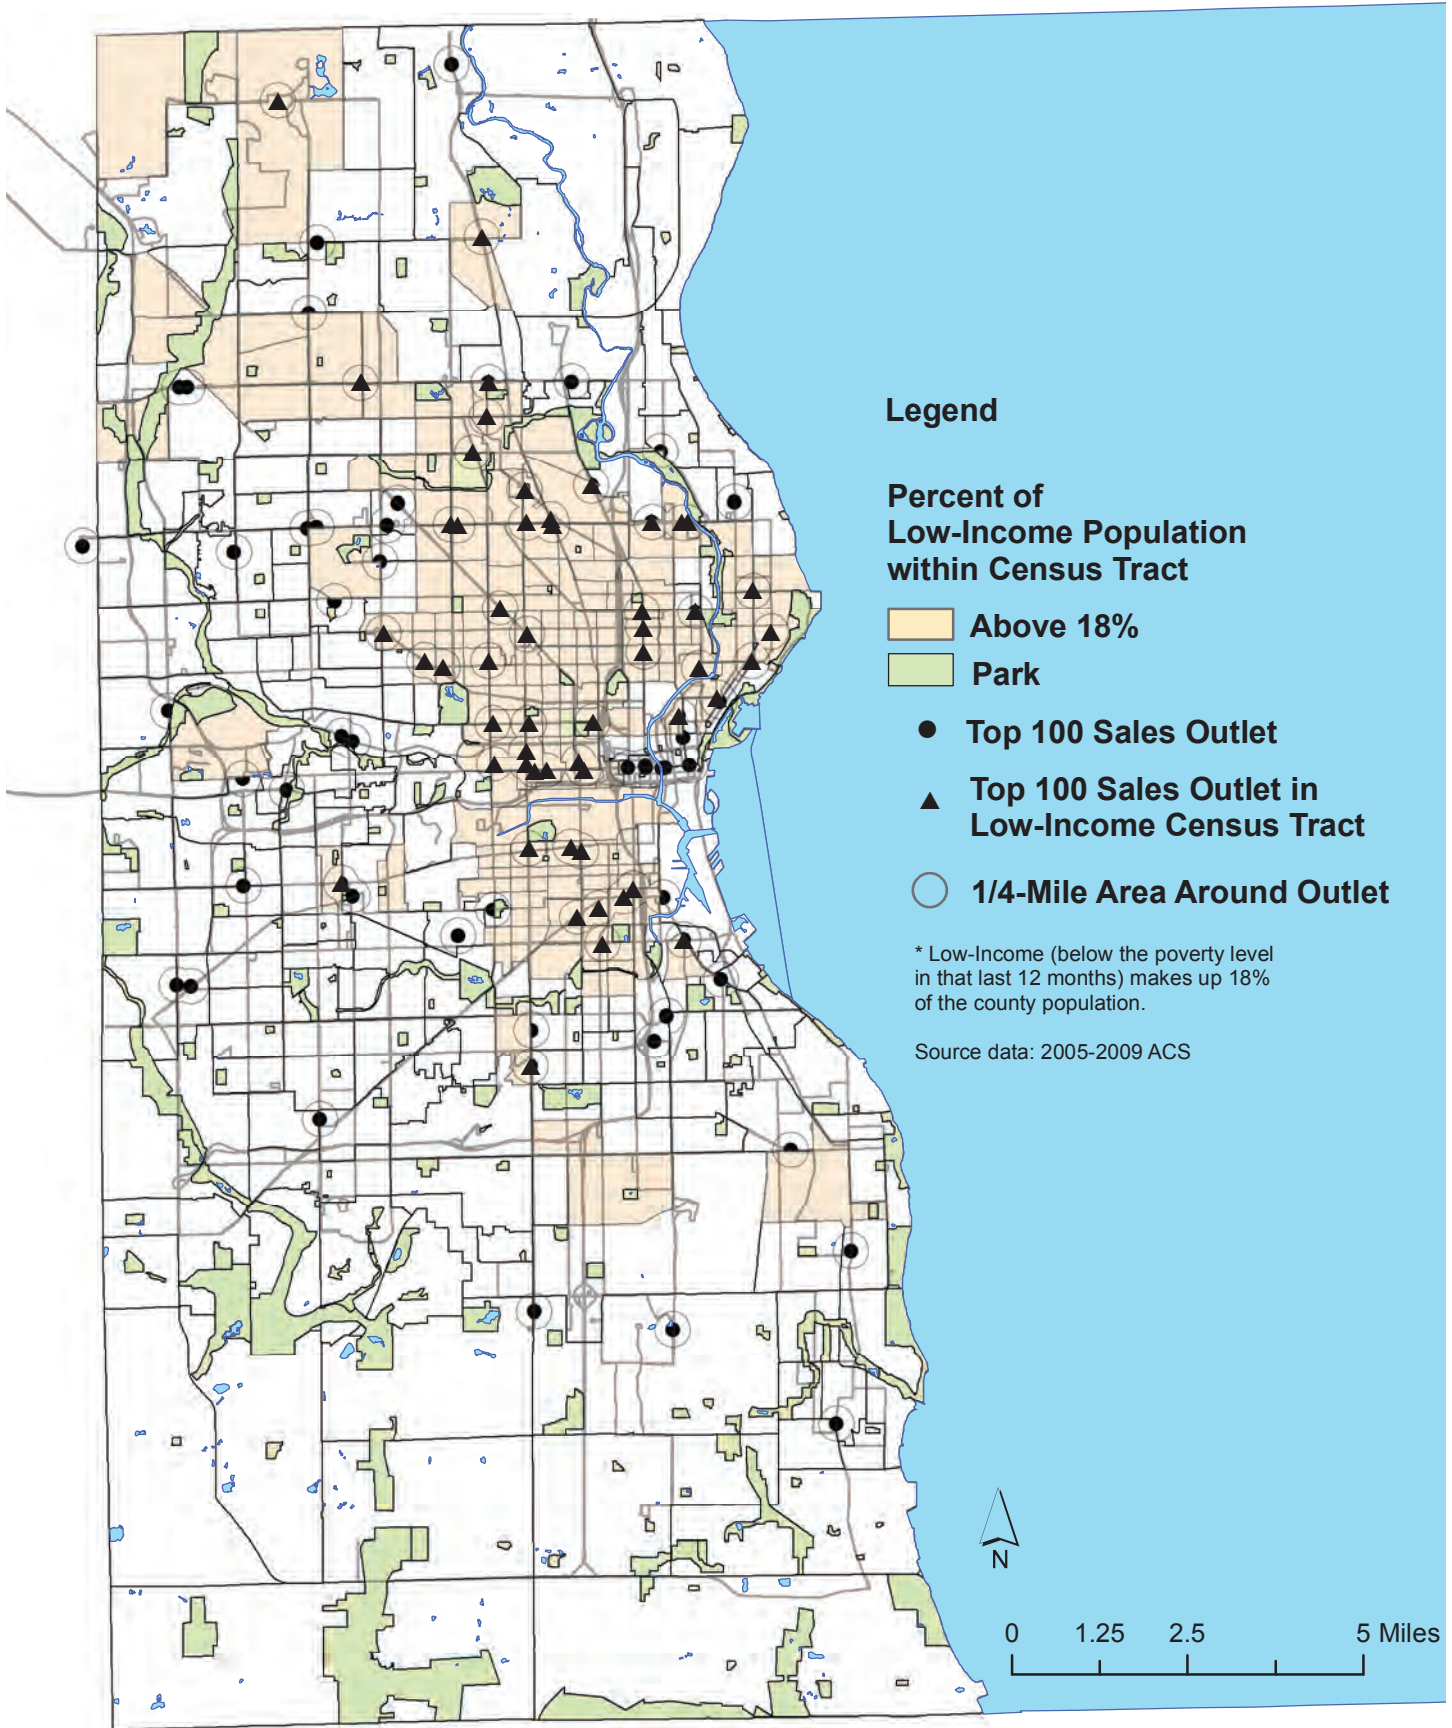 Legend
Percent of
Low-Income Population
within Census Tract
Above 18%
Park
Top 100 Sales Outlet
Top 100 Sales Outlet in
Low-Income Census Tract
1/4-Mile Area Around Outlet
* Low-Income (below the poverty level
in that last 12 months) makes up 18%
of the county population.
Source data: 2005-2009 ACS
N
0 1.25 2.5 5 Miles